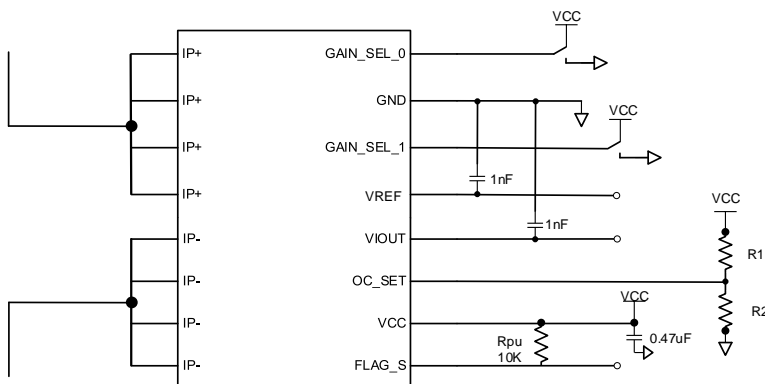 VCC
IP+ GAIN_SEL_0
IP+ GND
VCC
IP+ GAIN_SEL_1
1nF
IP+ VREF
VCC
1nF
IP- VIOUT
R1
IP- OC_SET
VCC
R2
IP- VCC
Rpu 0.47uF
10K
IP- FLAG_S